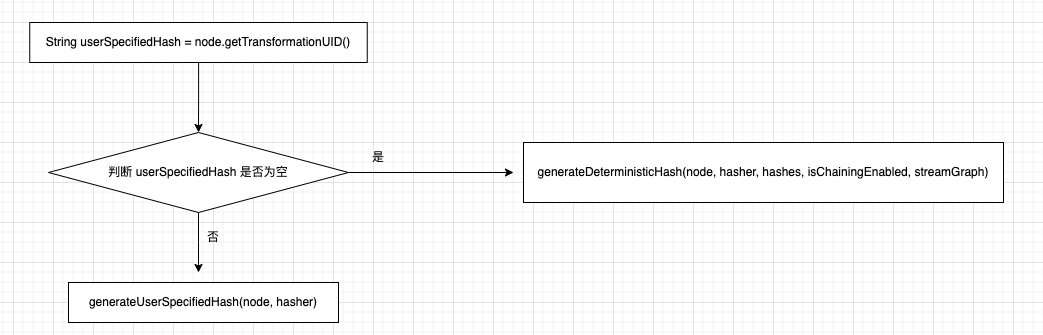 String userSpecifiedHash = node.getTransformationUID()
判断 userSpecifiedHash 是否为空
是
generateDeterministicHash(node, hasher, hashes, isChainingEnabled, streamGraph)
否
generateUserSpecifiedHash(node, hasher)